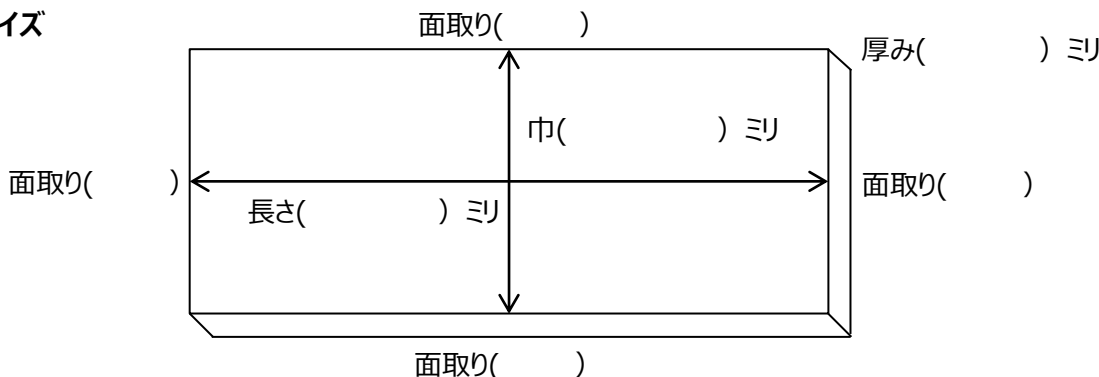 イズ
面取り(　　)
厚み(　　　)ミリ
巾(　　　)ミリ
面取り(　　)
面取り(　　)
長さ(　　　)ミリ
面取り(　　)